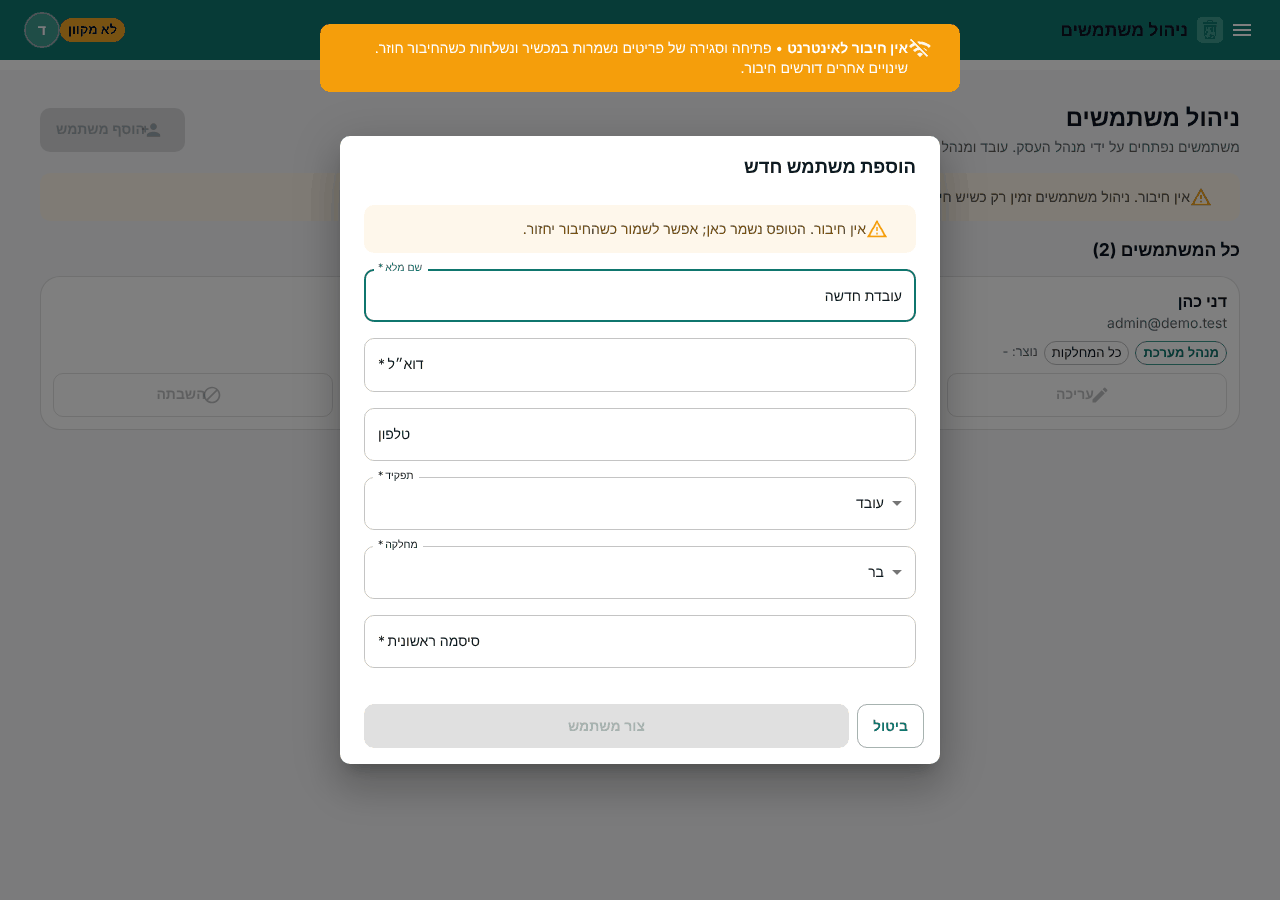 ניהול משתמשים
לא מקוון
ד
אין חיבור לאינטרנט • פתיחה וסגירה של פריטים נשמרות במכשיר ונשלחות כשהחיבור חוזר.
שינויים אחרים דורשים חיבור.
ניהול משתמשים
משתמשים נפתחים על ידי מנהל העסק. עובד ומנהל
הוסף משתמש
אין חיבור. ניהול משתמשים זמין רק כשיש
כל המשתמשים (2)
דני כהן
admin@demo.test
מנהל מערכת
כל המחלקות
נוצר: -
עריכה
השבתה
הוספת משתמש חדש
אין חיבור. הטופס נשמר כאן; אפשר לשמור כשהחיבור יחזור.
שם מלא *
עובדת חדשה
דוא״ל *
טלפון
תפקיד *
עובד
מחלקה *
בר
סיסמה ראשונית *
ביטול
צור משתמש